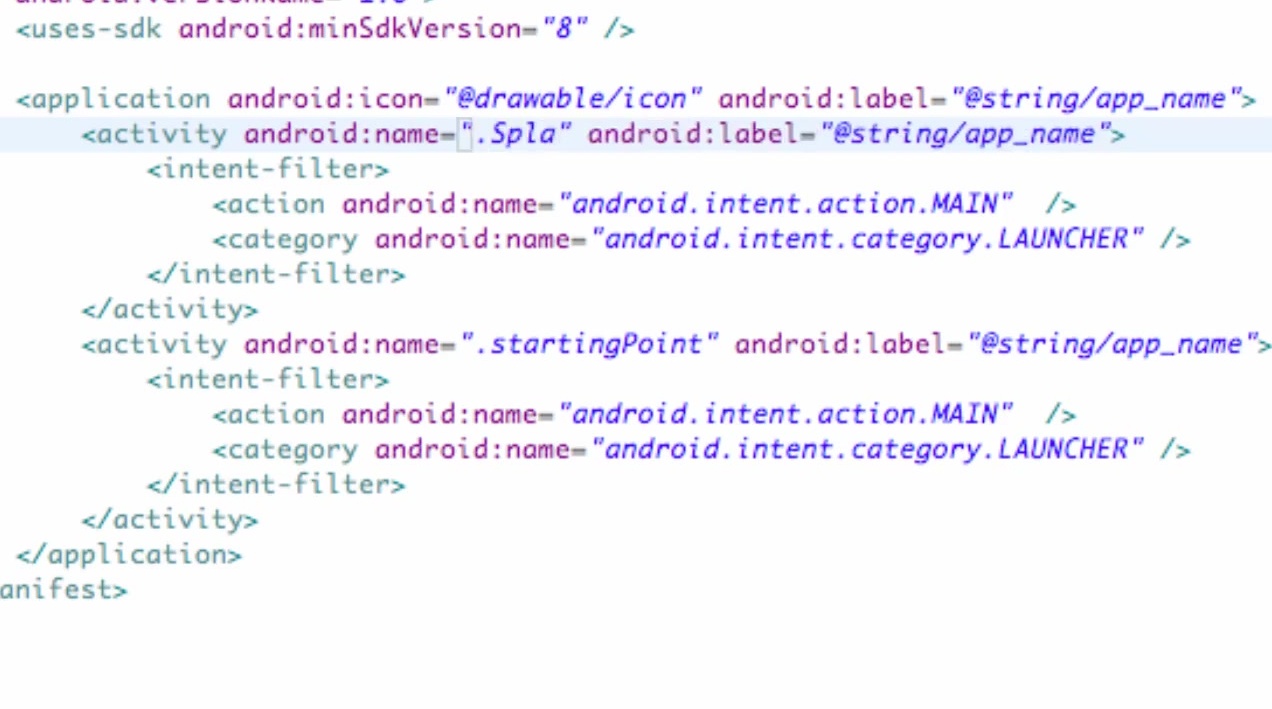 <uses-sdk android:minSdkVersion="8" />
<application android:icon="@drawable/icon" android:label="@string/app_name">
<activity android:name=".Spla" android:label="@string/app_name">
<intent-filter>
<action android:name="android.intent.action.MAIN"  />
<category android:name="android.intent.category.LAUNCHER" />
</intent-filter>
</activity>
<activity android:name=".startingPoint" android:label="@string/app_name">
<intent-filter>
<action android:name="android.intent.action.MAIN"  />
<category android:name="android.intent.category.LAUNCHER" />
</intent-filter>
</activity>
</application>
anifest>